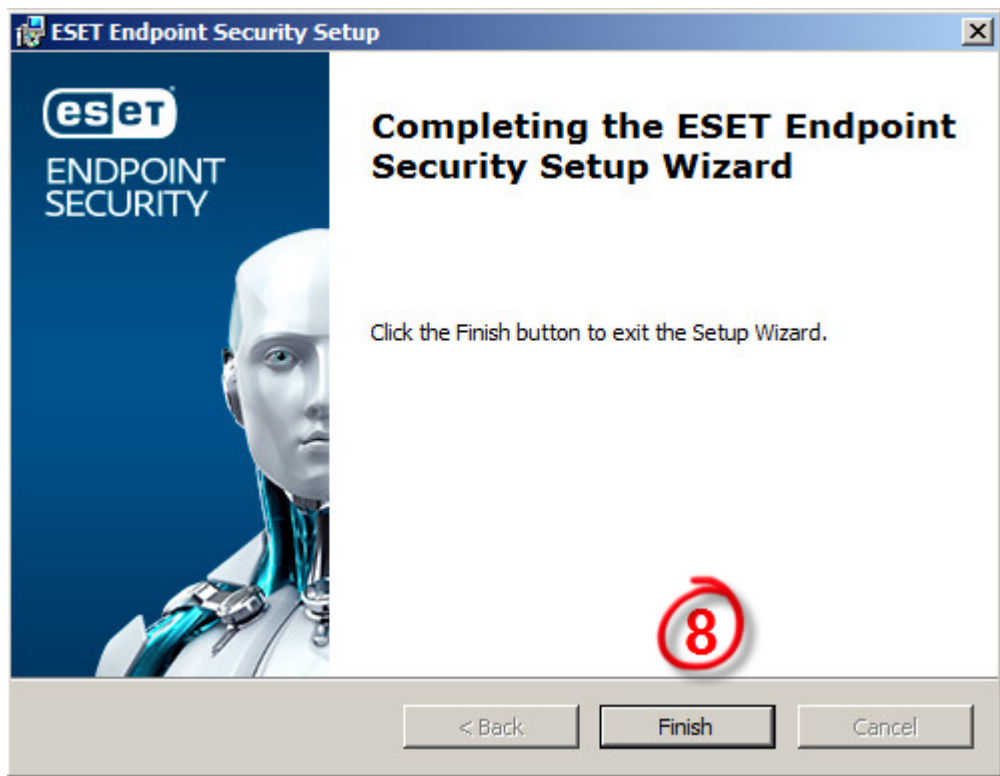 ESET Endpoint Security Setup
eset
ENDPOINT
SECURITY
Completing the ESET Endpoint
Security Setup Wizard
Click the Finish button to exit the Setup Wizard.
8
< Back
Finish
Cancel